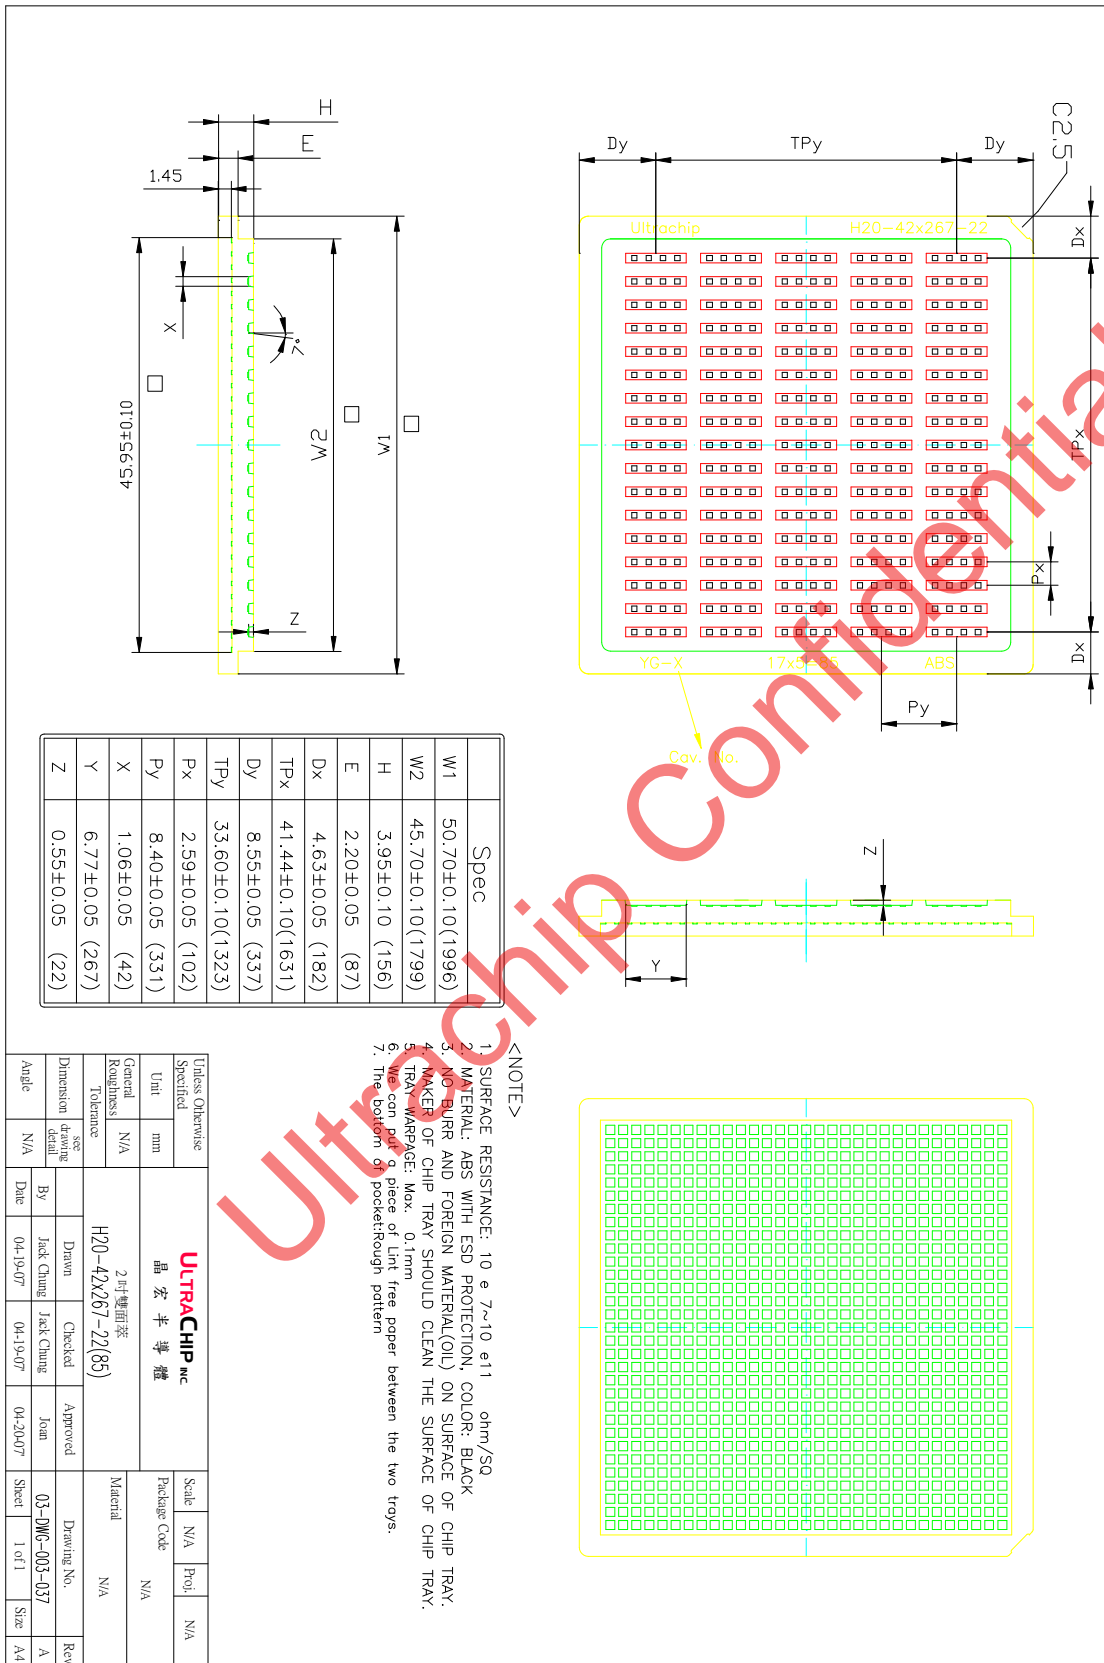 C2.5
Dy
TPy
Dy
Dx
TPx
Px
Dx
Py
Ultrachip
H20-42x267-22
YG-X
17x5=85
ABS
Cav. No.
H
E
1.45
X
7°
W1
W2
45.95±0.10
Z
Z
Y
Spec
W1 50.70±0.10(1996)
W2 45.70±0.10(1799)
H 3.95±0.10 (156)
E 2.20±0.05 (87)
Dx 4.63±0.05 (182)
TPx 41.44±0.10(1631)
Dy 8.55±0.05 (337)
TPy 33.60±0.10(1323)
Px 2.59±0.05 (102)
Py 8.40±0.05 (331)
X 1.06±0.05 (42)
Y 6.77±0.05 (267)
Z 0.55±0.05 (22)
<NOTE>
1. SURFACE RESISTANCE: 10 e 7~10 e11 ohm/SQ
2. MATERIAL: ABS WITH ESD PROTECTION, COLOR: BLACK
3. NO BURR AND FOREIGN MATERIAL(OIL) ON SURFACE OF CHIP TRAY.
4. MAKER OF CHIP TRAY SHOULD CLEAN THE SURFACE OF CHIP TRAY.
5. TRAY WARPAGE: Max. 0.1mm
6. We can put a piece of Lint free paper between the two trays.
7. The bottom of pocket:Rough pattern
Unless Otherwise Specified
Unit mm
General Roughness N/A
Tolerance
Dimension see drawing detail
Angle N/A
ULTRACHIP INC.
晶宏半導體
2吋雙面萃
H20-42x267-22(85)
Drawn Checked Approved
By Jack Chung Jack Chung Joan
Date 04-19-07' 04-19-07' 04-20-07'
Scale N/A Proj. N/A
Package Code N/A
Material N/A
Drawing No. Rev
03-DWG-003-037 A
Sheet 1 of 1 Size A4
Ultrachip Confidential